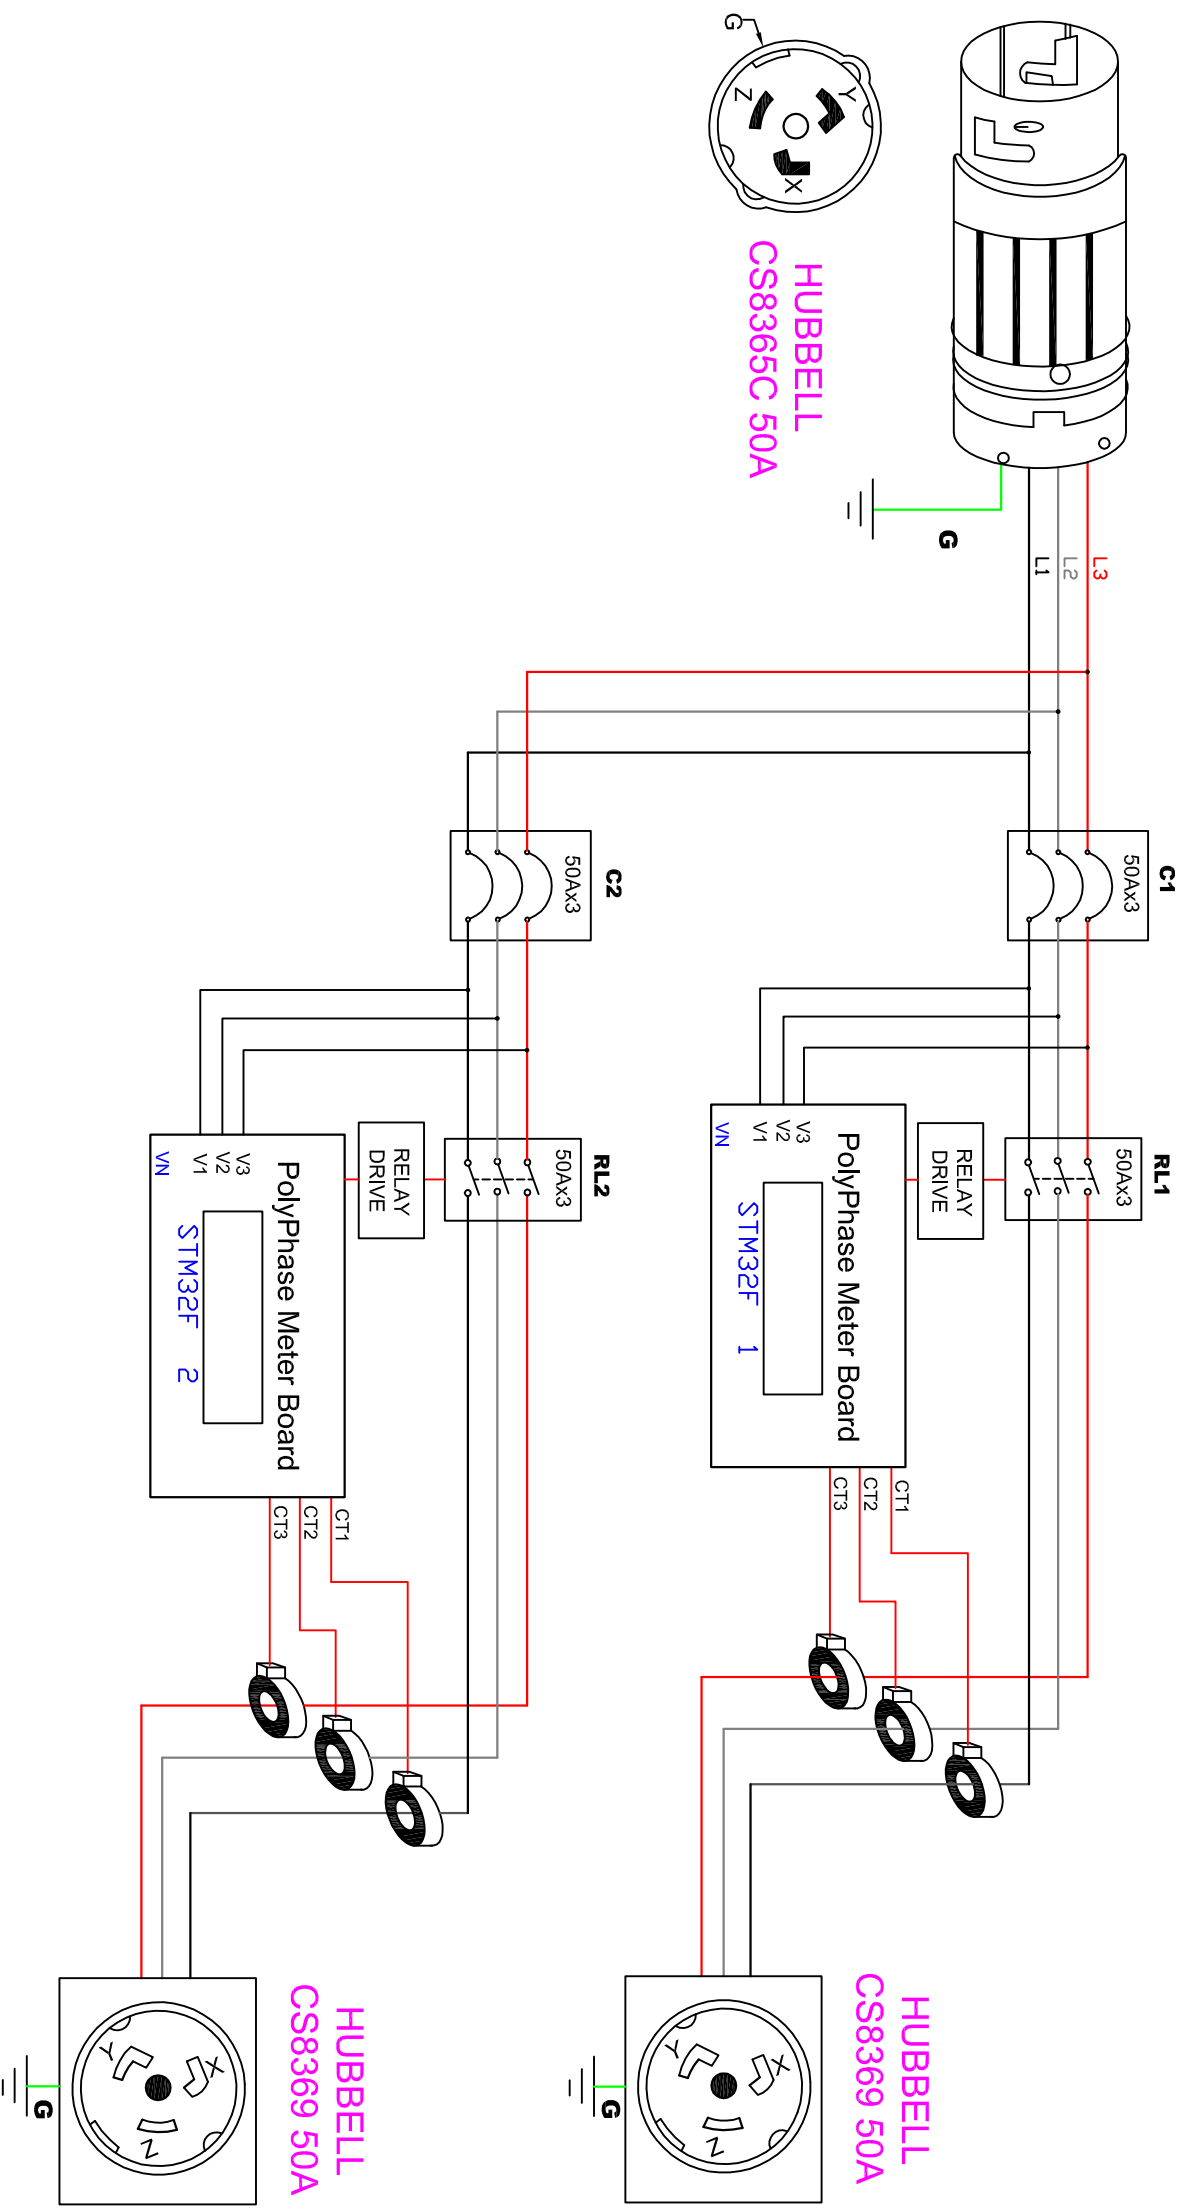 G
Y
Z
X
HUBBELL
CS8365C 50A
G
L3
L2
L1
C1
50Ax3
RL1
50Ax3
RELAY
DRIVE
PolyPhase Meter Board
V3
V2
V1
VN
STM32F 1
CT1
CT2
CT3
HUBBELL
CS8369 50A
X
Y
Z
G
C2
50Ax3
RL2
50Ax3
RELAY
DRIVE
PolyPhase Meter Board
V3
V2
V1
VN
STM32F 2
CT1
CT2
CT3
HUBBELL
CS8369 50A
X
Y
Z
G